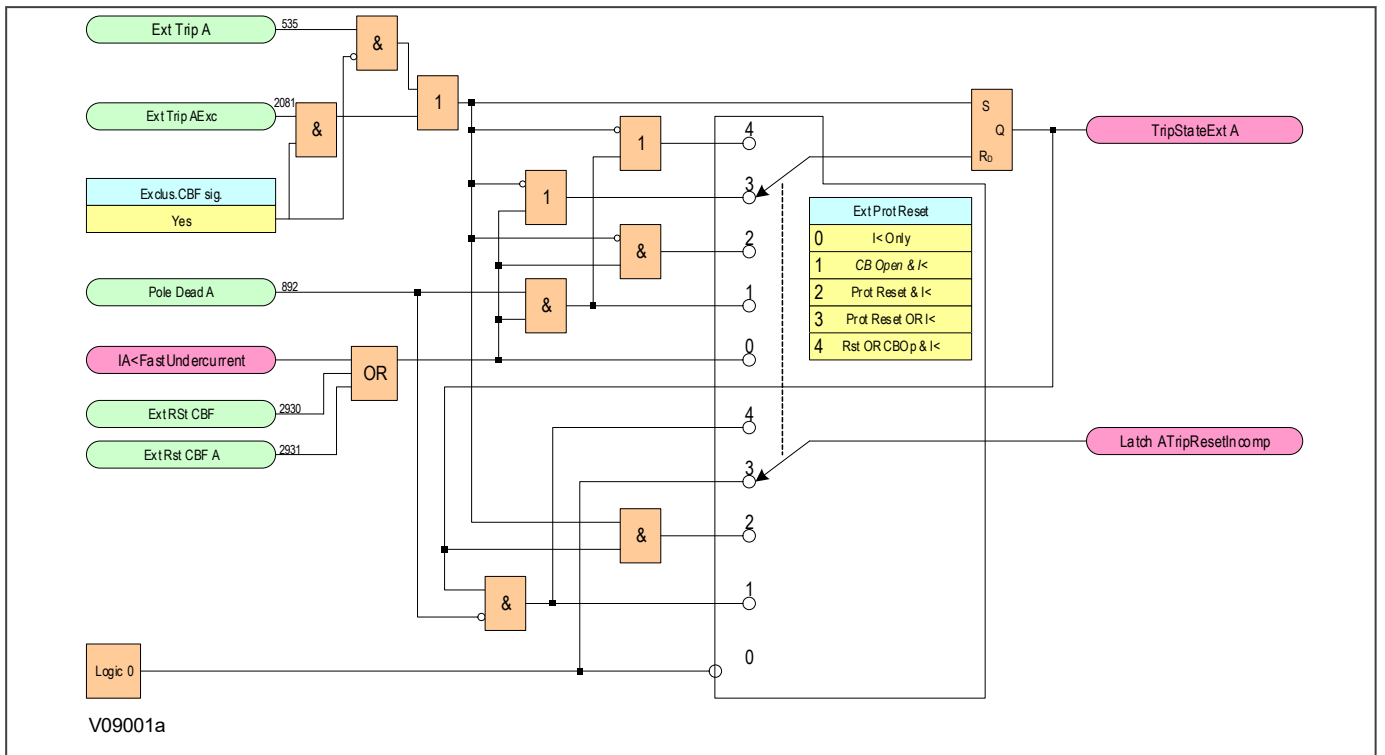 Ext Trip A
535
&
Ext Trip AExc
2081
&
1
Exclus.CBF sig.
Yes
S
Q
RD
TripStateExt A
1
4
1
3
&
2
Pole Dead A
892
&
1
IA<FastUndercurrent
OR
0
Ext RSt CBF
2930
Ext Rst CBF A
2931
Ext Prot Reset
0 I< Only
1 CB Open & I<
2 Prot Reset & I<
3 Prot Reset OR I<
4 Rst OR CBOp & I<
4
Latch ATripResetIncomp
3
&
2
&
1
Logic 0
0
V09001a